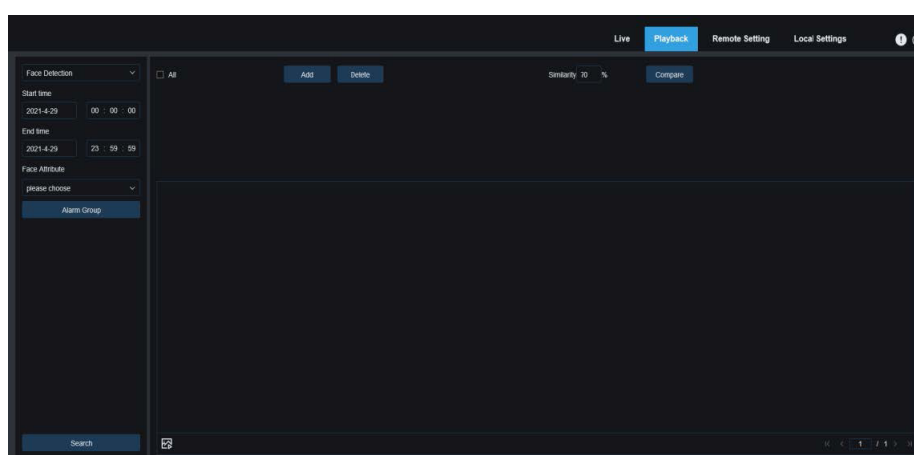 Live Playback Remote Setting Local Settings
Face Detection
Start time
2021-4-29 00 : 00 : 00
End time
2021-4-29 23 : 59 : 59
Face Attribute
please choose
Alarm Group
Search
All Add Delete Similarity 70 % Compare
1 / 1